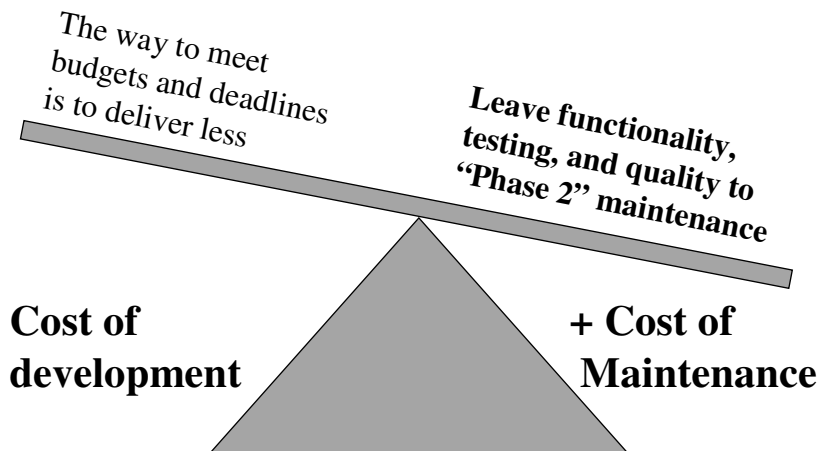 The way to meet
budgets and deadlines
is to deliver less
Leave functionality,
testing, and quality to
“Phase 2” maintenance
Cost of
development
+ Cost of
Maintenance